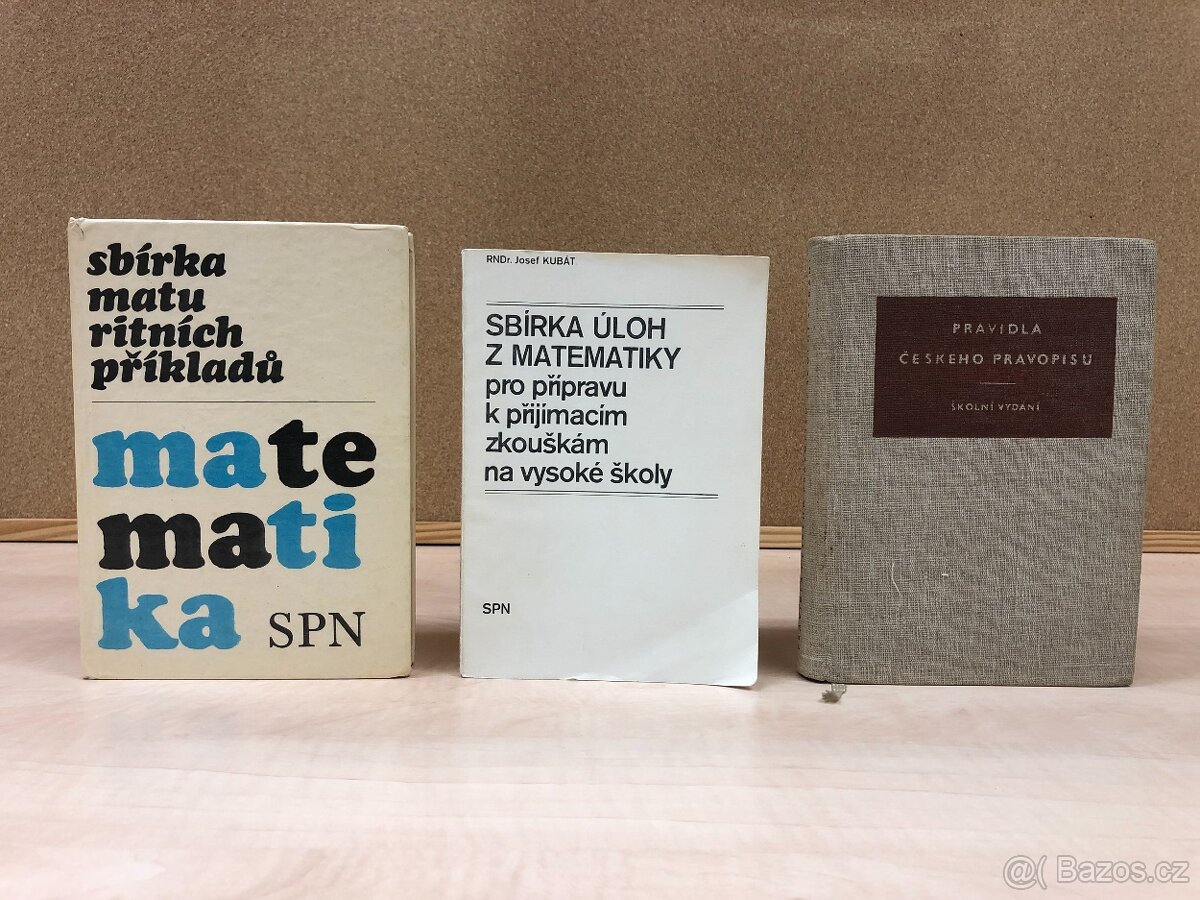 sbírka
matu
ritních
příkladů
mate
mati
ka SPN
RNDr. Josef KUBÁT
SBÍRKA ÚLOH
Z MATEMATIKY
pro přípravu
k přijímacím
zkouškám
na vysoké školy
SPN
PRAVIDLA
ČESKÉHO PRAVOPISU
ŠKOLNÍ VYDÁNÍ
@( Bazos.cz